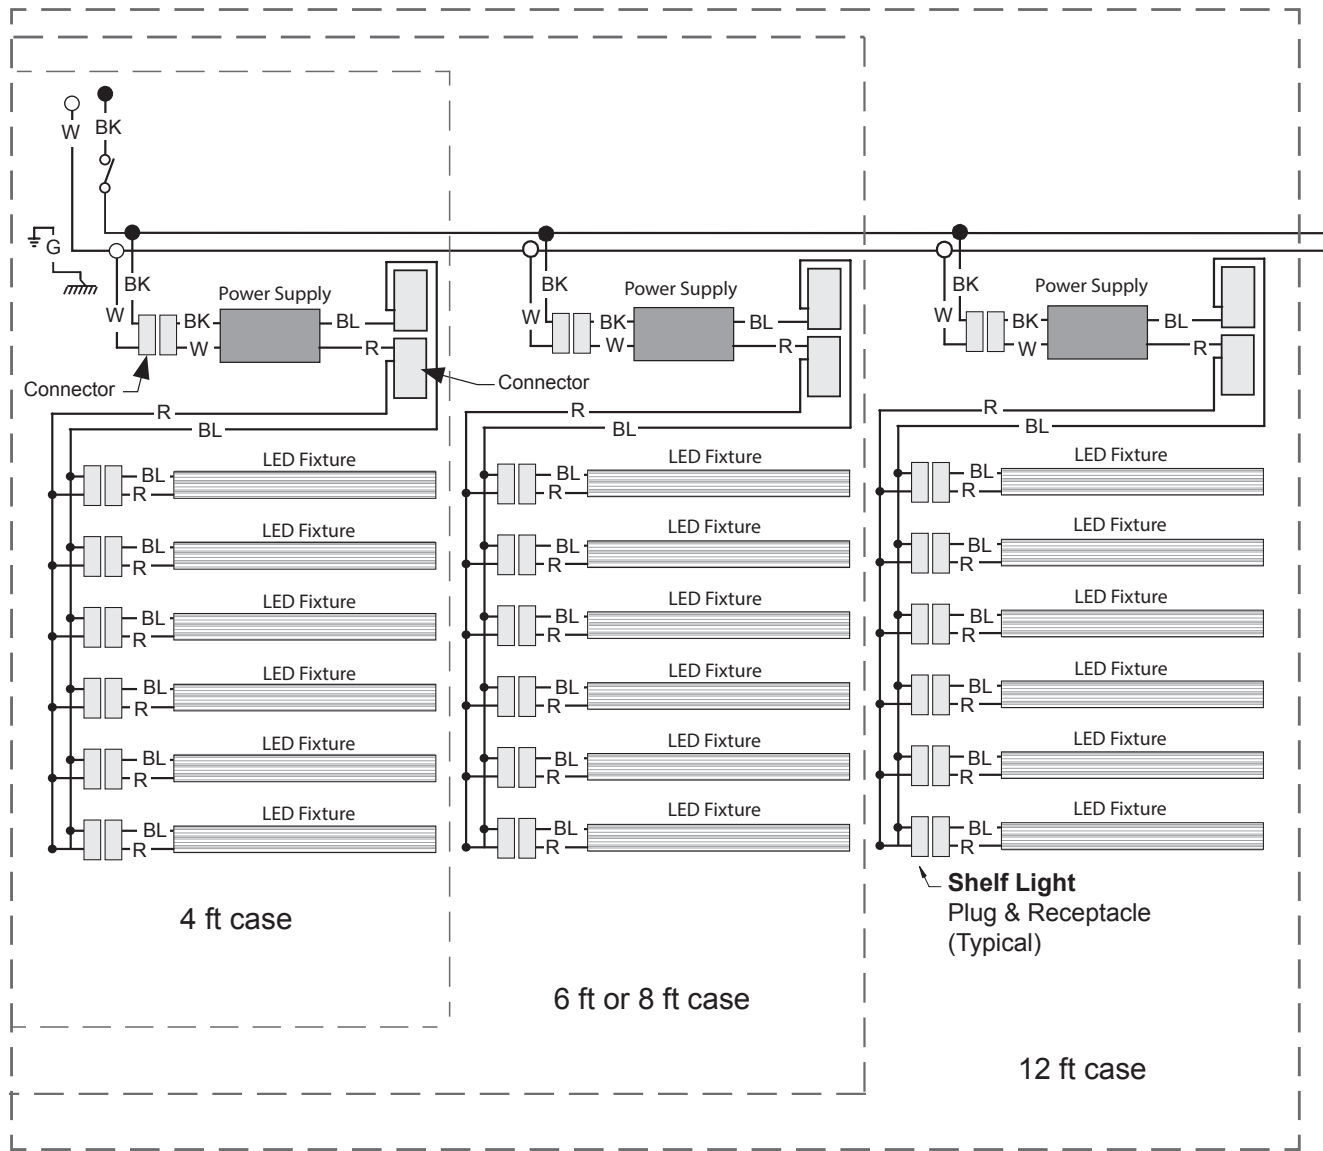 W
BK
G
BK
W
Power Supply
BK
W
BL
R
Connector
Connector
R
BL
LED Fixture
BL
R
LED Fixture
BL
R
LED Fixture
BL
R
LED Fixture
BL
R
LED Fixture
BL
R
LED Fixture
BL
R
4 ft case
BK
W
Power Supply
BK
W
BL
R
R
BL
LED Fixture
BL
R
LED Fixture
BL
R
LED Fixture
BL
R
LED Fixture
BL
R
LED Fixture
BL
R
LED Fixture
BL
R
6 ft or 8 ft case
BK
W
Power Supply
BK
W
BL
R
R
BL
LED Fixture
BL
R
LED Fixture
BL
R
LED Fixture
BL
R
LED Fixture
BL
R
LED Fixture
BL
R
LED Fixture
BL
R
Shelf Light
Plug & Receptacle
(Typical)
12 ft case